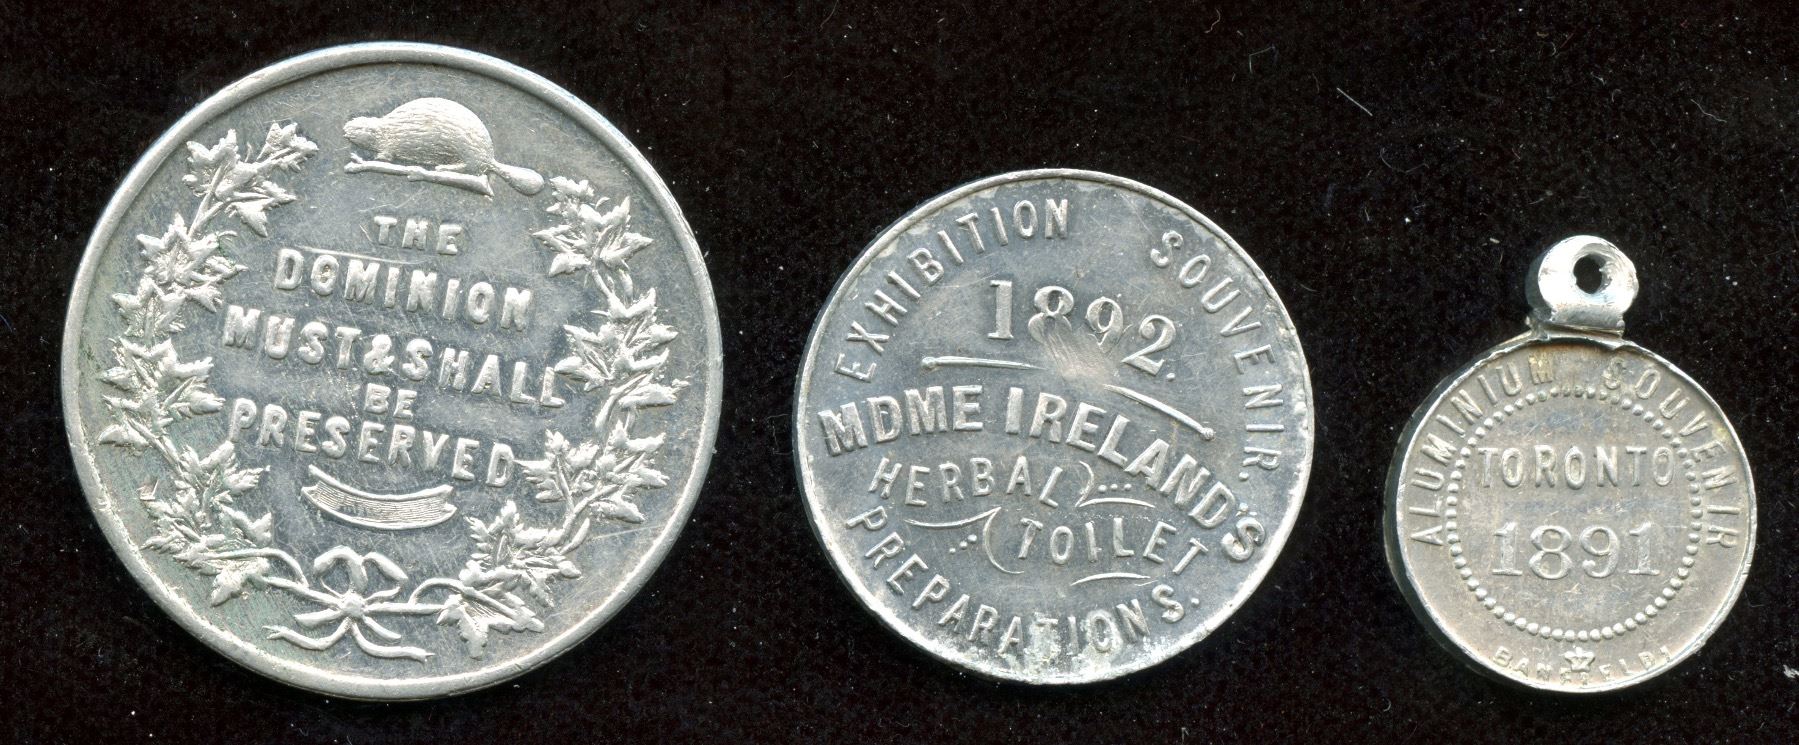 THE
DOMINION
MUST & SHALL
BE
PRESERVED
EXHIBITION SOUVENIR.
1892.
MDME IRELAND'S
HERBAL
TOILET
PREPARATIONS.
ALUMINIUM SOUVENIR
TORONTO
1891